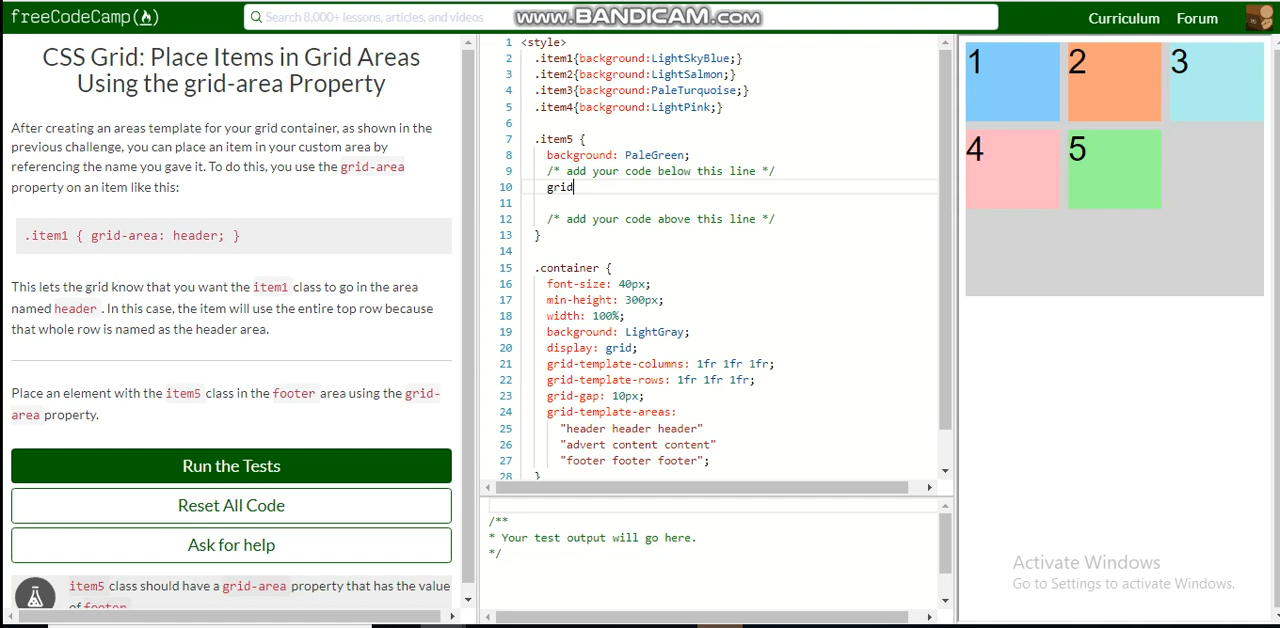 freeCodeCamp
Search 8,000+ lessons, articles, and videos
www.BANDICAM.com
Curriculum
Forum
CSS Grid: Place Items in Grid Areas
Using the grid-area Property
After creating an areas template for your grid container, as shown in the
previous challenge, you can place an item in your custom area by
referencing the name you gave it. To do this, you use the grid-area
property on an item like this:
.item1 { grid-area: header; }
This lets the grid know that you want the item1 class to go in the area
named header . In this case, the item will use the entire top row because
that whole row is named as the header area.
Place an element with the item5 class in the footer area using the grid-
area property.
Run the Tests
Reset All Code
Ask for help
item5 class should have a grid-area property that has the value
of footer
1 <style>
2 .item1{background:LightSkyBlue;}
3 .item2{background:LightSalmon;}
4 .item3{background:PaleTurquoise;}
5 .item4{background:LightPink;}
6
7 .item5 {
8 background: PaleGreen;
9 /* add your code below this line */
10 grid
11
12 /* add your code above this line */
13 }
14
15 .container {
16 font-size: 40px;
17 min-height: 300px;
18 width: 100%;
19 background: LightGray;
20 display: grid;
21 grid-template-columns: 1fr 1fr 1fr;
22 grid-template-rows: 1fr 1fr 1fr;
23 grid-gap: 10px;
24 grid-template-areas:
25 "header header header"
26 "advert content content"
27 "footer footer footer";
28 }
/**
* Your test output will go here.
*/
1 2 3
4 5
Activate Windows
Go to Settings to activate Windows.